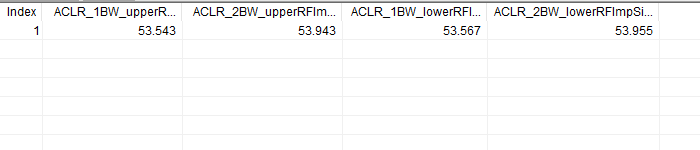 Index ACLR_1BW_upperR... ACLR_2BW_upperRFIm... ACLR_1BW_lowerRFI... ACLR_2BW_lowerRFImpSi...
1 53.543 53.943 53.567 53.955